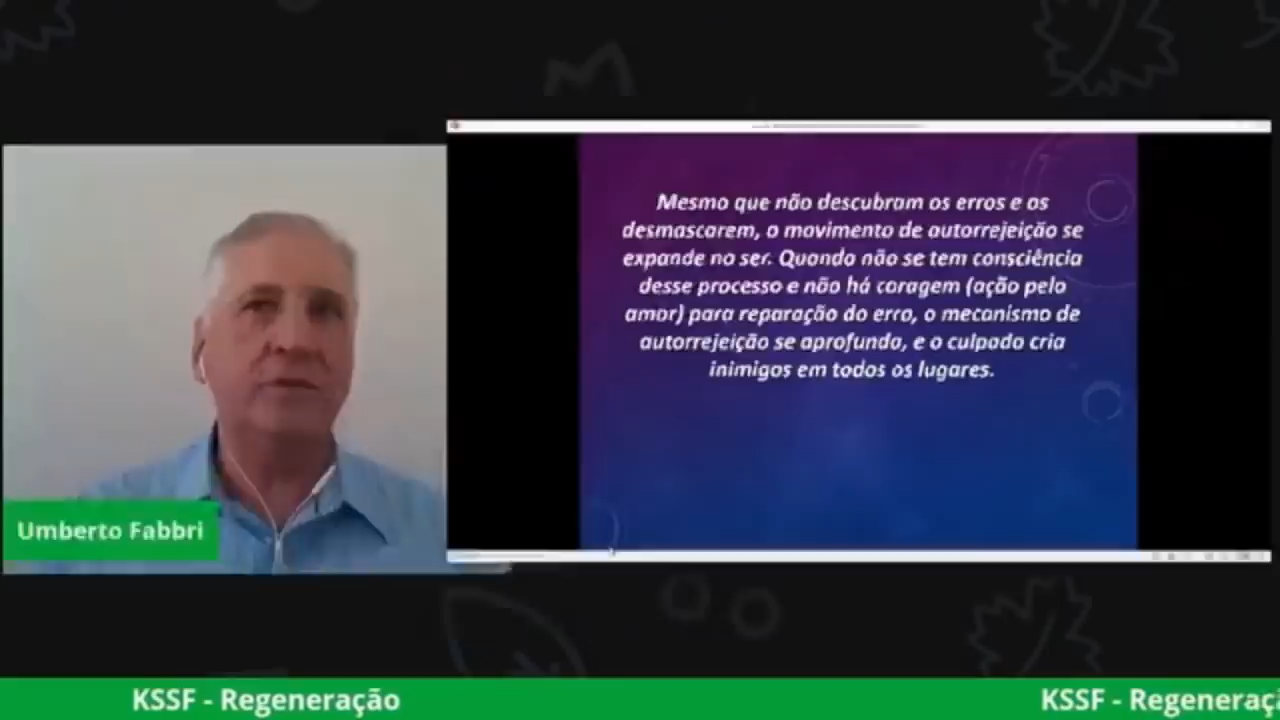 Mesmo que não descubram os erros e os
desmascarem, o movimento de autorrejeição se
expande no ser. Quando não se tem consciência
desse processo e não há coragem (ação pelo
amor) para reparação do erro, o mecanismo de
autorrejeição se aprofunda, e o culpado cria
inimigos em todos os lugares.
Umberto Fabbri
KSSF - Regeneração
KSSF - Regeneraçã